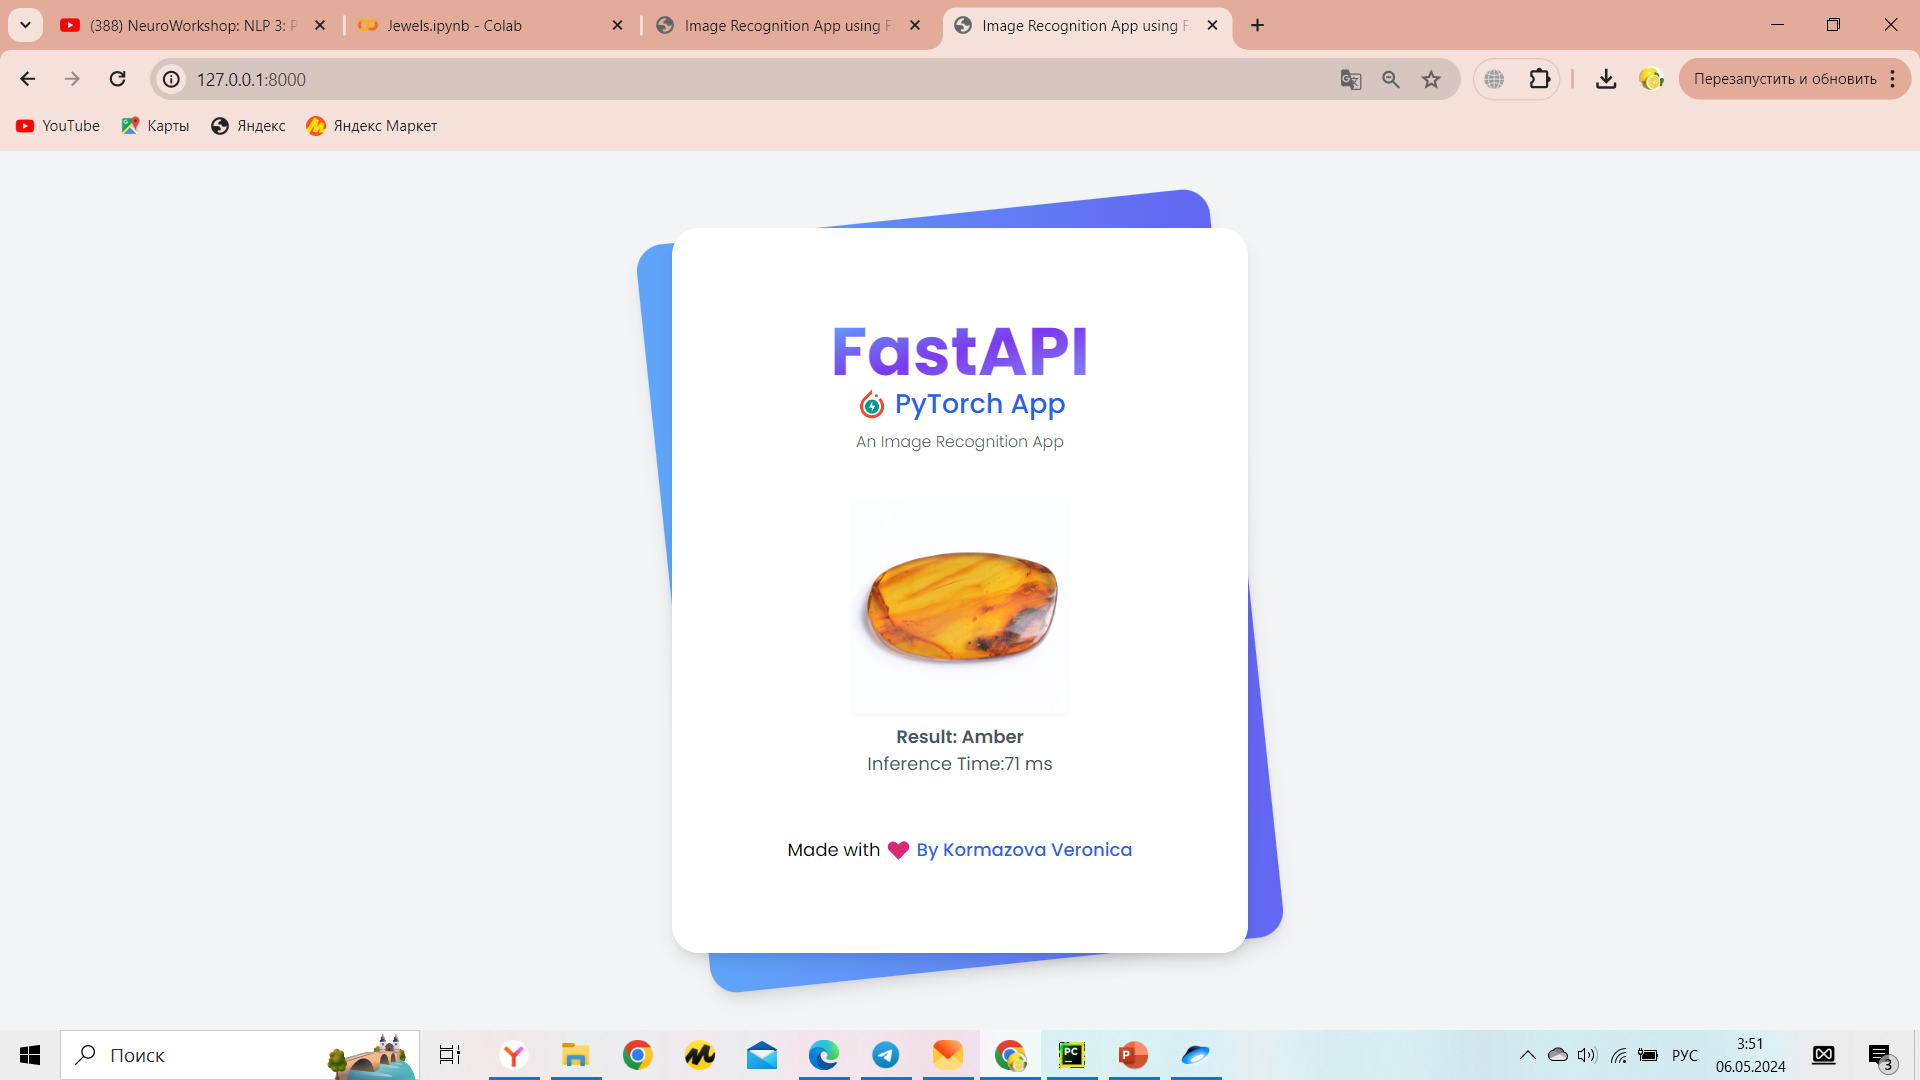 (388) NeuroWorkshop: NLP 3: P
Jewels.ipynb - Colab
Image Recognition App using F
Image Recognition App using Fa
127.0.0.1:8000
Перезапустить и обновить
YouTube
Карты
Яндекс
Яндекс Маркет
FastAPI
PyTorch App
An Image Recognition App
Result: Amber
Inference Time:71 ms
Made with
By Kormazova Veronica
Поиск
PC
P
РУС
3:51
06.05.2024
3